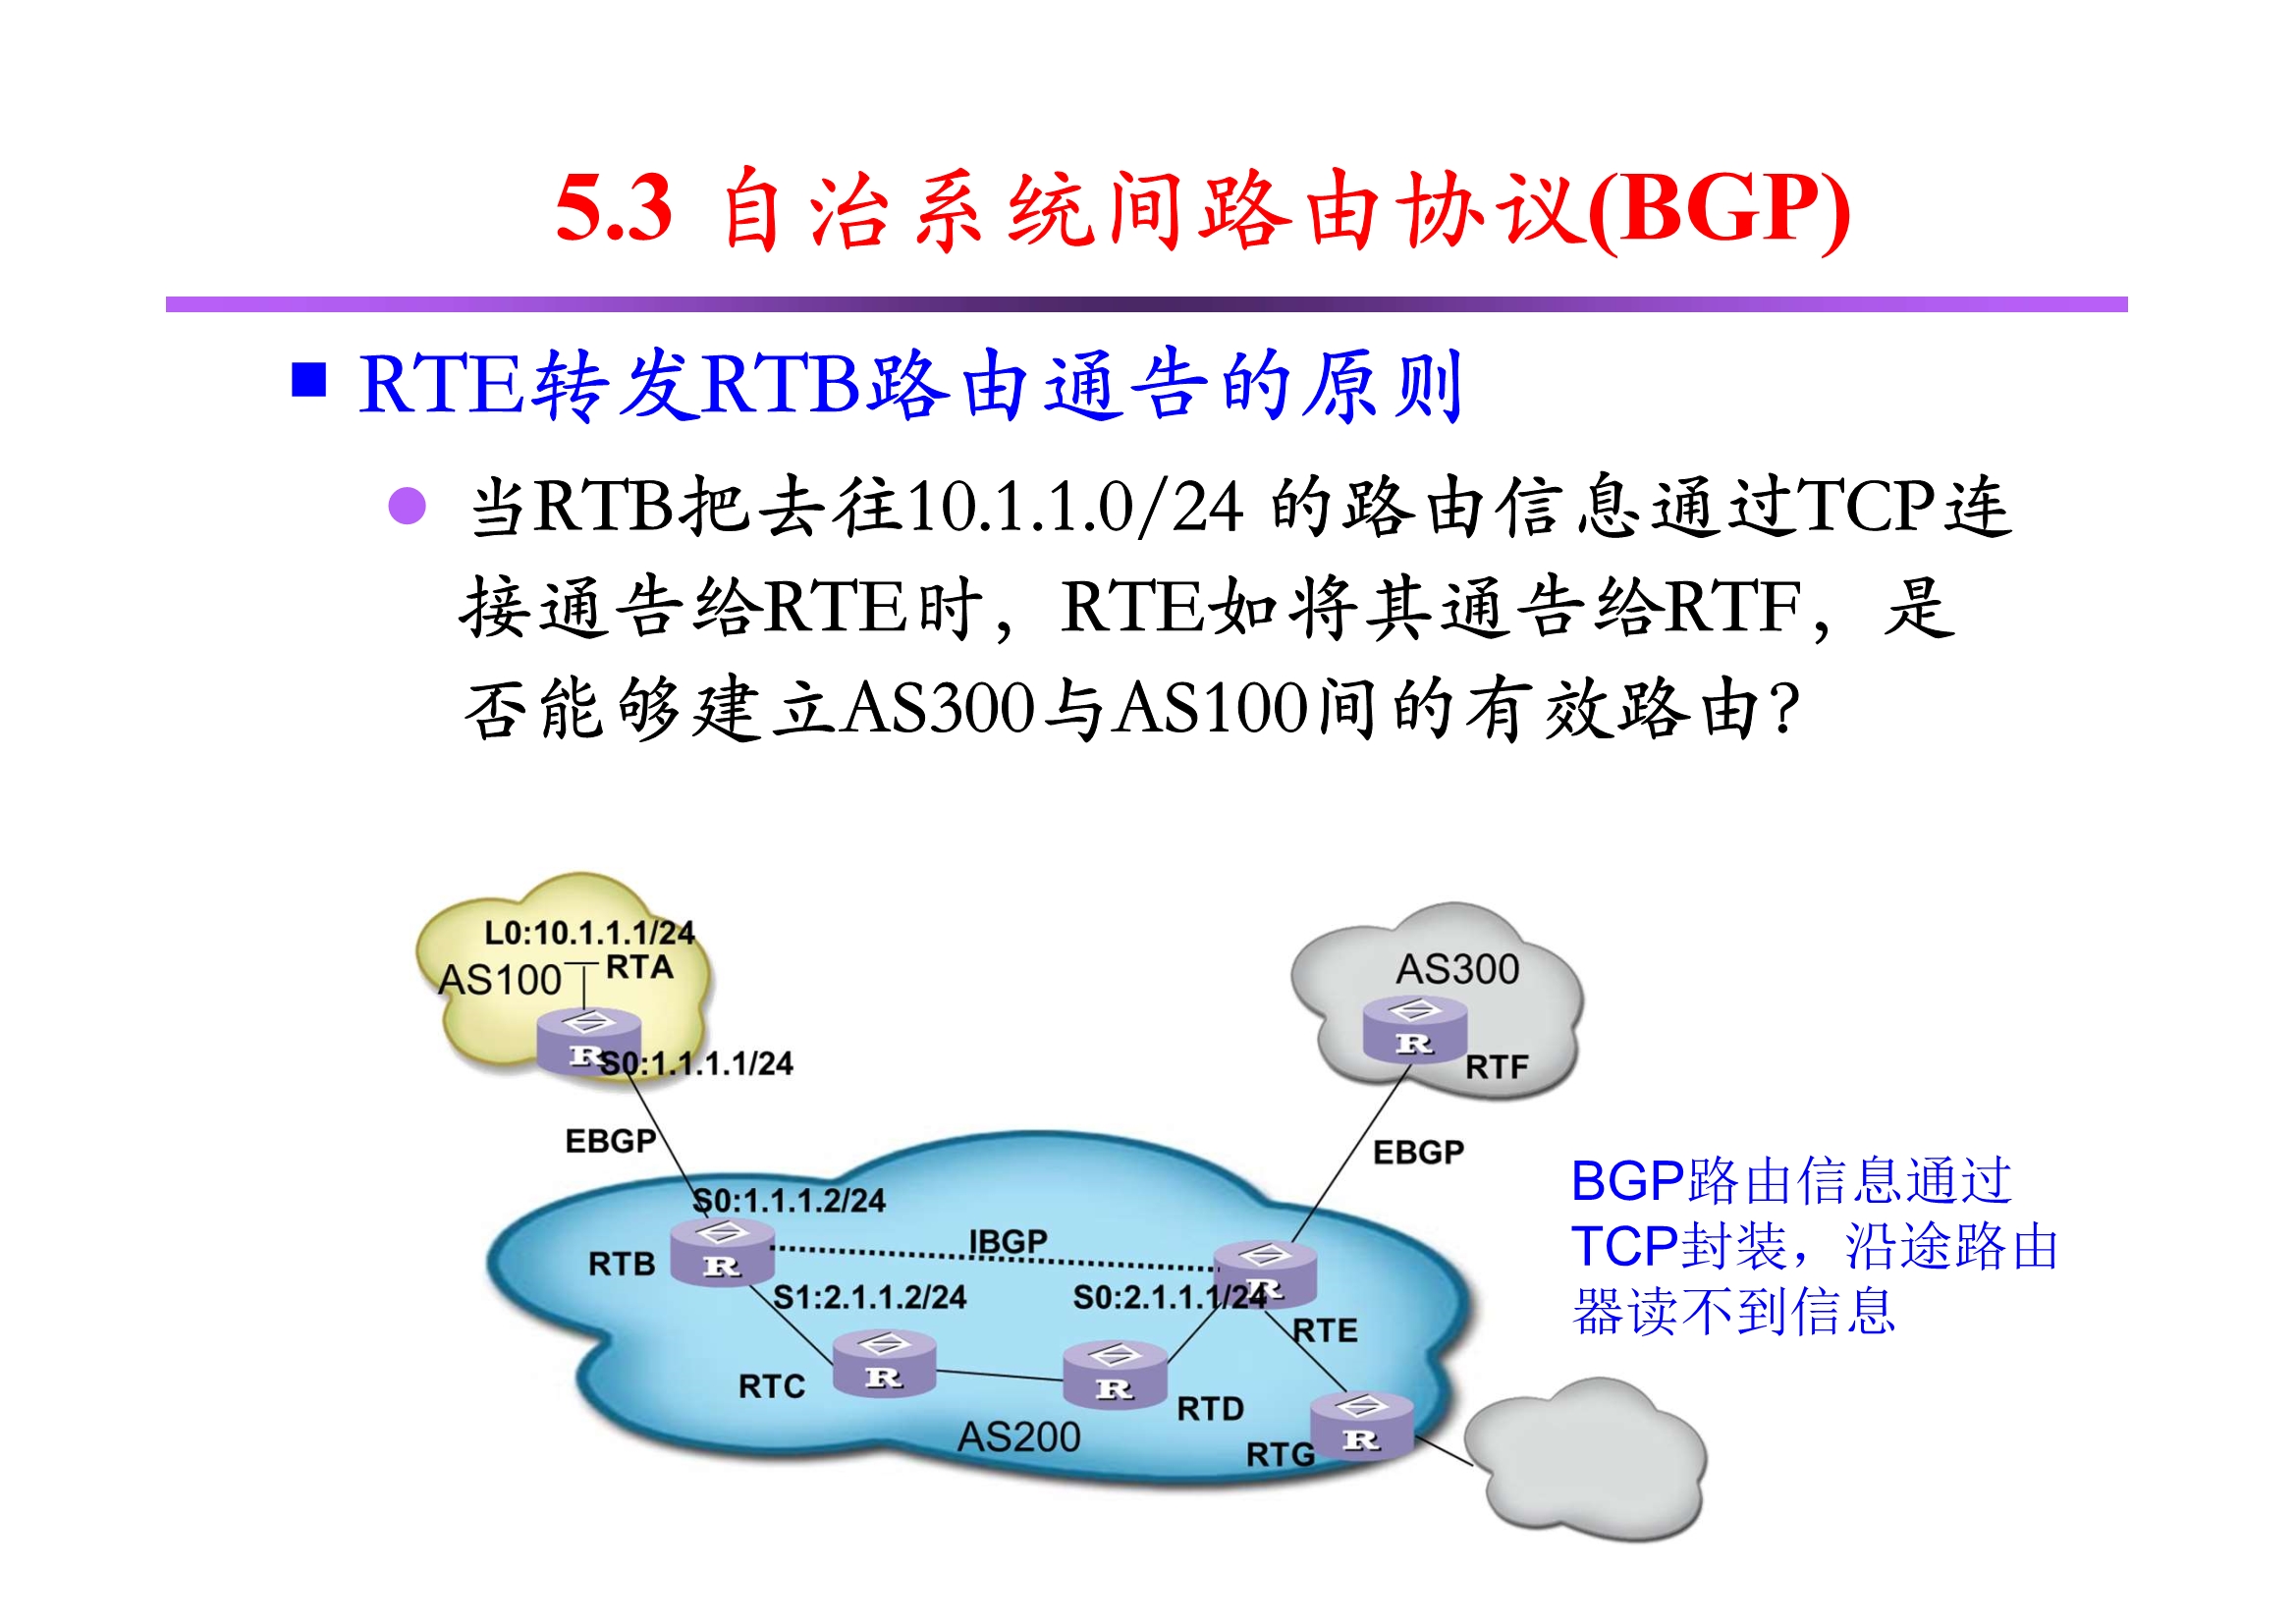 5.3 自治系统间路由协议(BGP)
RTE转发RTB路由通告的原则
当RTB把去往10.1.1.0/24 的路由信息通过TCP连
接通告给RTE时，RTE如将其通告给RTF，是
否能够建立AS300与AS100间的有效路由?
L0:10.1.1.1/24
AS100
RTA
R
S0:1.1.1.1/24
AS300
R
RTF
EBGP
EBGP
BGP路由信息通过
TCP封装，沿途路由
器读不到信息
S0:1.1.1.2/24
IBGP
RTB
R
S1:2.1.1.2/24
S0:2.1.1.1/24
R
RTE
RTC
R
R
RTD
AS200
RTG
R